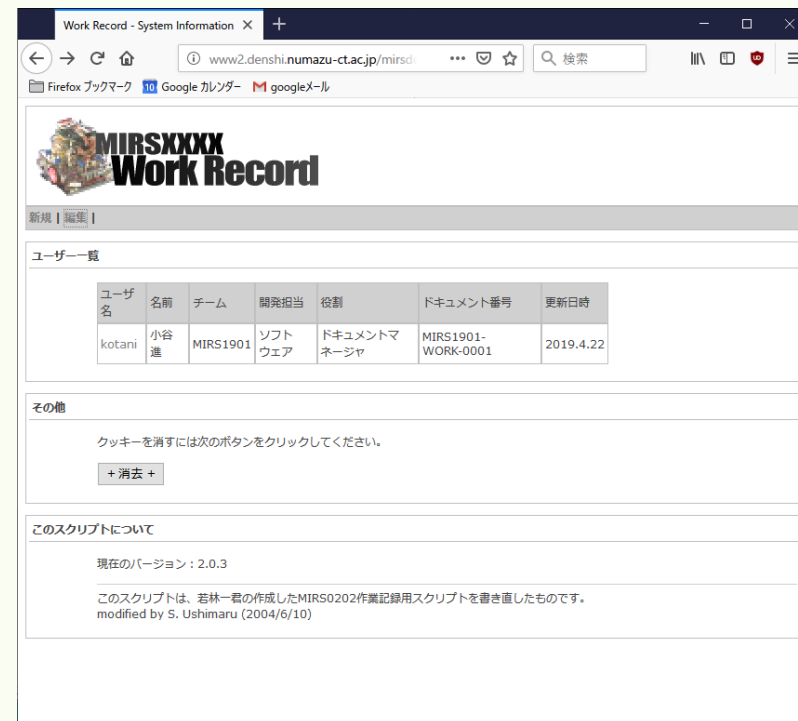 Work Record - System Information
www2.denshi.numazu-ct.ac.jp/mirsd
検索
Firefox ブックマーク
10 Google カレンダー
googleメール
MIRSXXXX
Work Record
新規 | 編集 |
ユーザー一覧
ユーザ名 名前 チーム 開発担当 役割 ドキュメント番号 更新日時
kotani 小谷進 MIRS1901 ソフトウェア ドキュメントマネージャ MIRS1901-WORK-0001 2019.4.22
その他
クッキーを消すには次のボタンをクリックしてください。
+ 消去 +
このスクリプトについて
現在のバージョン : 2.0.3
このスクリプトは、若林一君の作成したMIRS0202作業記録用スクリプトを書き直したものです。
modified by S. Ushimaru (2004/6/10)